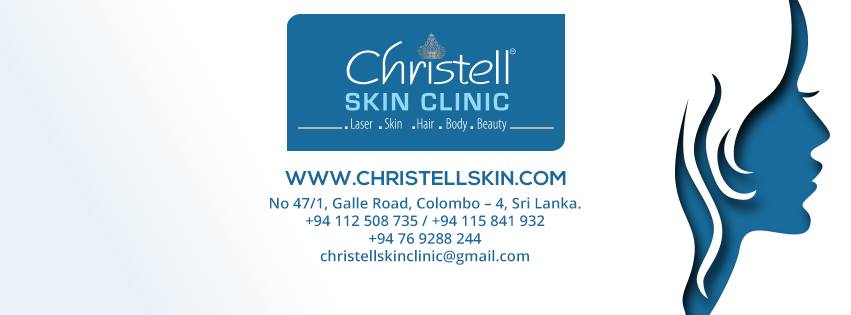 Christell®
SKIN CLINIC
.Laser .Skin .Hair .Body .Beauty
WWW.CHRISTELLSKIN.COM
No 47/1, Galle Road, Colombo – 4, Sri Lanka.
+94 112 508 735 / +94 115 841 932
+94 76 9288 244
christellskinclinic@gmail.com